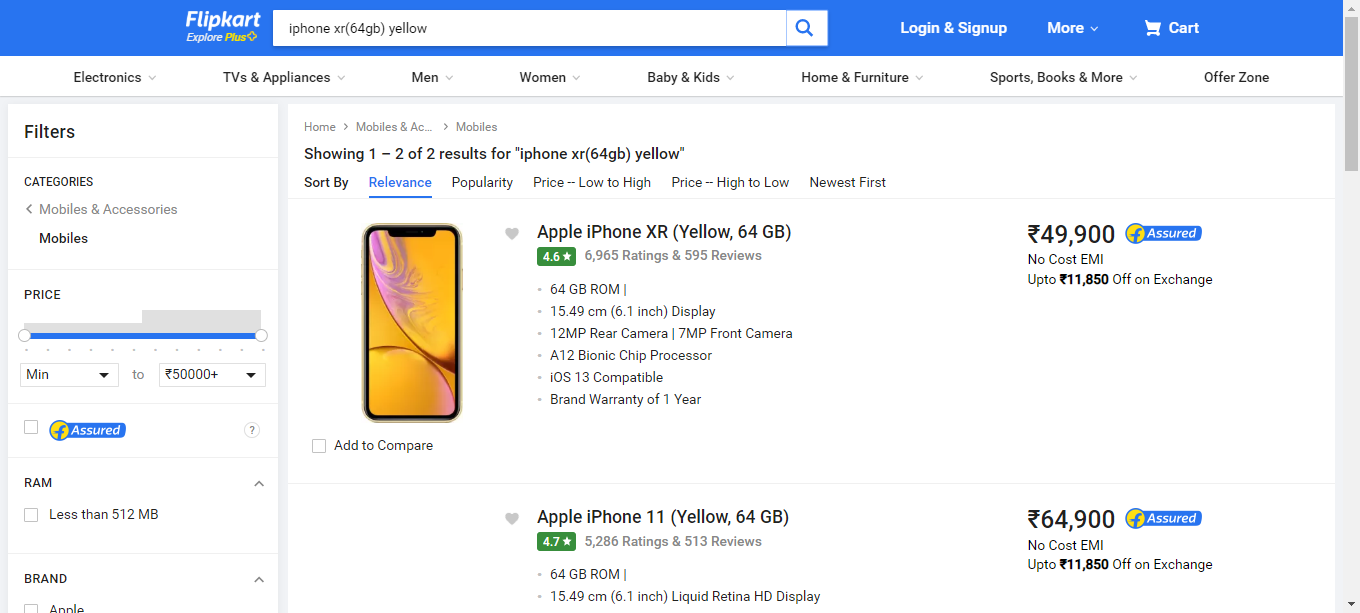 Flipkart
Explore Plus
iphone xr(64gb) yellow
Login & Signup
More
Cart
Electronics
TVs & Appliances
Men
Women
Baby & Kids
Home & Furniture
Sports, Books & More
Offer Zone
Filters
CATEGORIES
Mobiles & Accessories
Mobiles
PRICE
Min
to
₹50000+
Assured
?
RAM
Less than 512 MB
BRAND
Apple
Home
Mobiles & Ac...
Mobiles
Showing 1 – 2 of 2 results for "iphone xr(64gb) yellow"
Sort By
Relevance
Popularity
Price -- Low to High
Price -- High to Low
Newest First
Apple iPhone XR (Yellow, 64 GB)
4.6★ 6,965 Ratings & 595 Reviews
64 GB ROM |
15.49 cm (6.1 inch) Display
12MP Rear Camera | 7MP Front Camera
A12 Bionic Chip Processor
iOS 13 Compatible
Brand Warranty of 1 Year
₹49,900
Assured
No Cost EMI
Upto ₹11,850 Off on Exchange
Add to Compare
Apple iPhone 11 (Yellow, 64 GB)
4.7★ 5,286 Ratings & 513 Reviews
64 GB ROM |
15.49 cm (6.1 inch) Liquid Retina HD Display
₹64,900
Assured
No Cost EMI
Upto ₹11,850 Off on Exchange